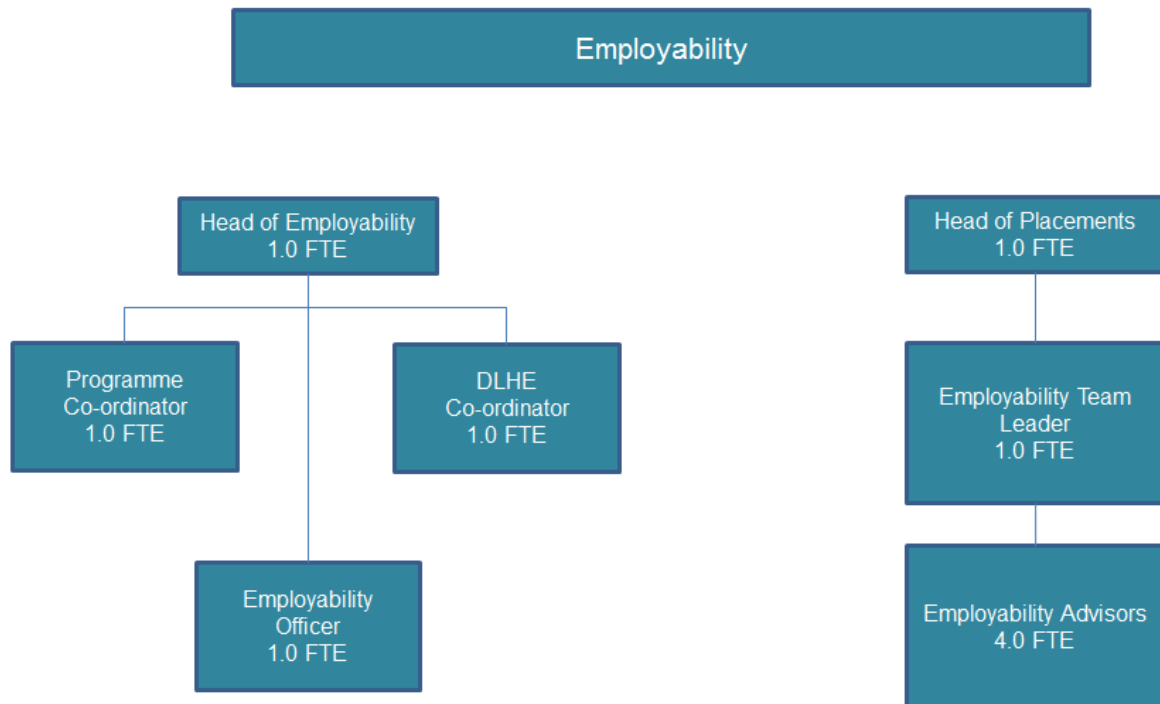 Employability
Head of Employability
1.0 FTE
Head of Placements
1.0 FTE
Programme
Co-ordinator
1.0 FTE
DLHE
Co-ordinator
1.0 FTE
Employability Team
Leader
1.0 FTE
Employability
Officer
1.0 FTE
Employability Advisors
4.0 FTE